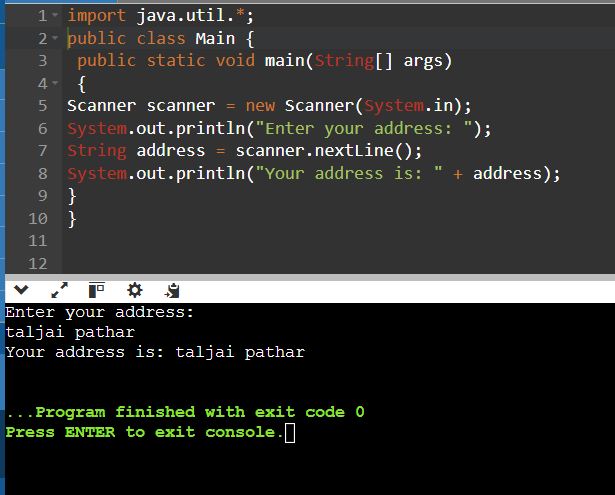 1 import java.util.*;
2 public class Main {
3 public static void main(String[] args)
4 {
5 Scanner scanner = new Scanner(System.in);
6 System.out.println("Enter your address: ");
7 String address = scanner.nextLine();
8 System.out.println("Your address is: " + address);
9 }
10 }
11
12
Enter your address:
taljai pathar
Your address is: taljai pathar
...Program finished with exit code 0
Press ENTER to exit console.